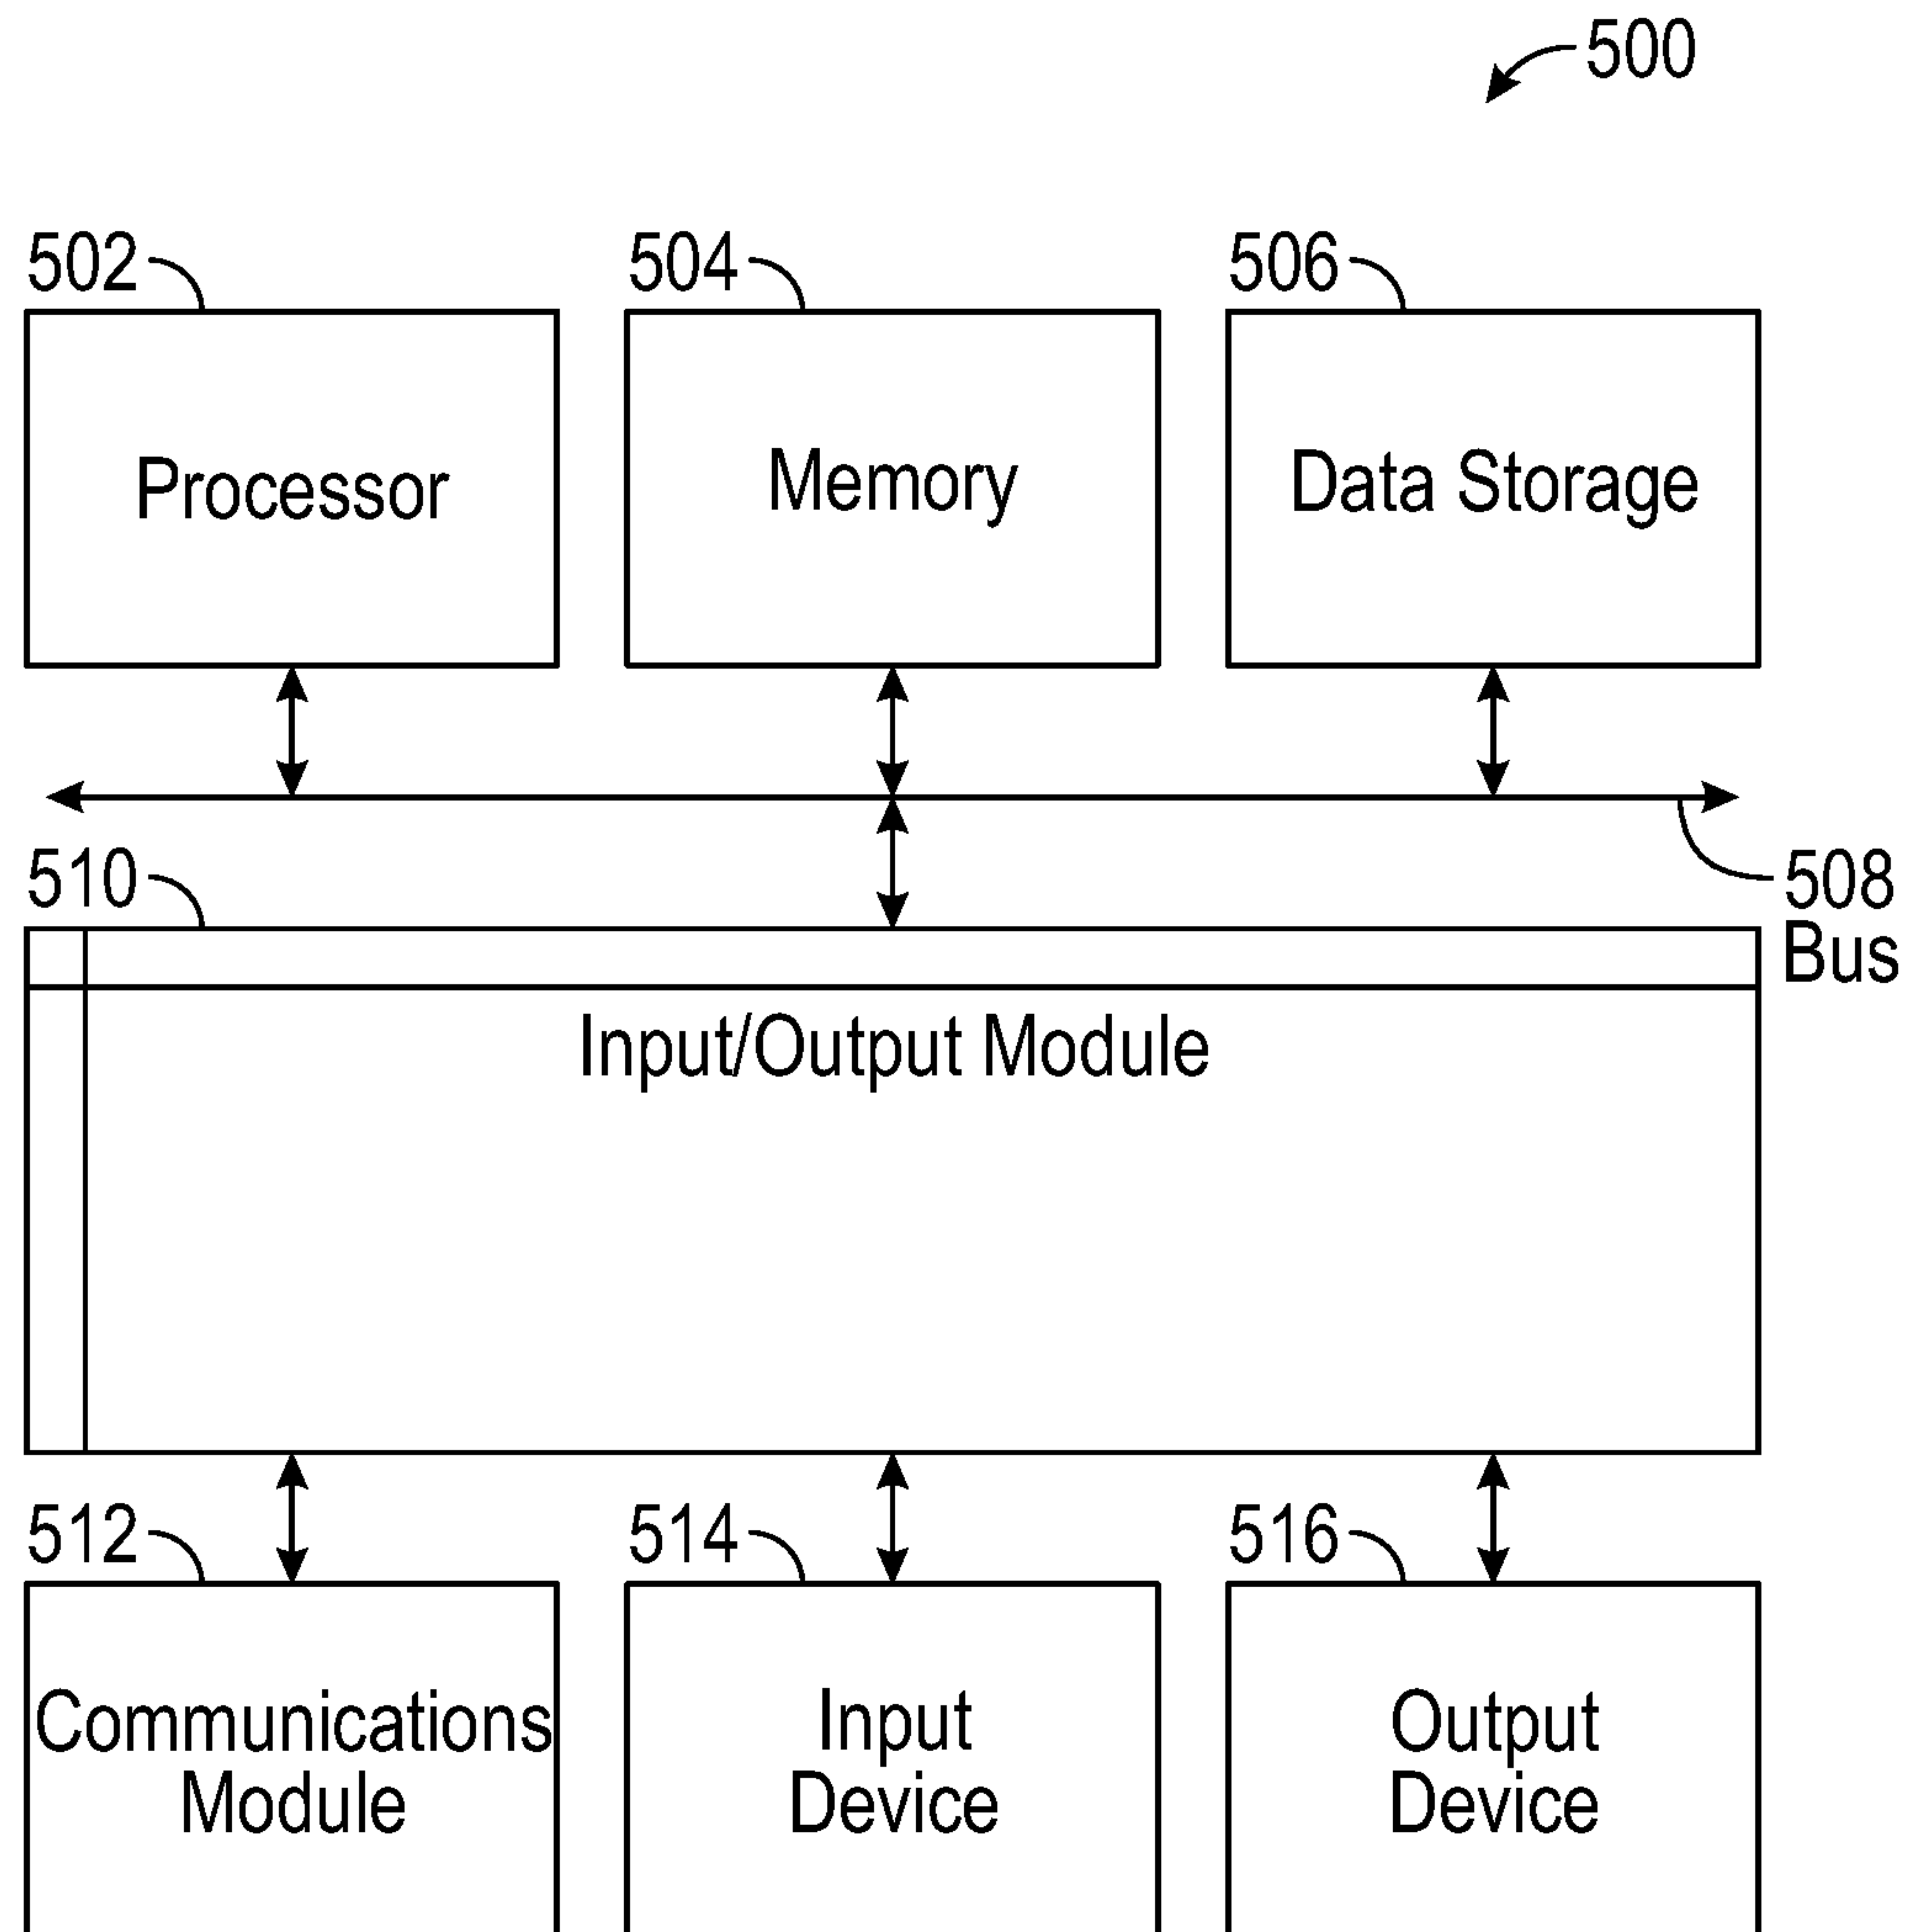 500
502
504
506
Processor
Memory
Data Storage
510
508
Bus
Input/Output Module
512
514
516
Communications
Module
Input
Device
Output
Device